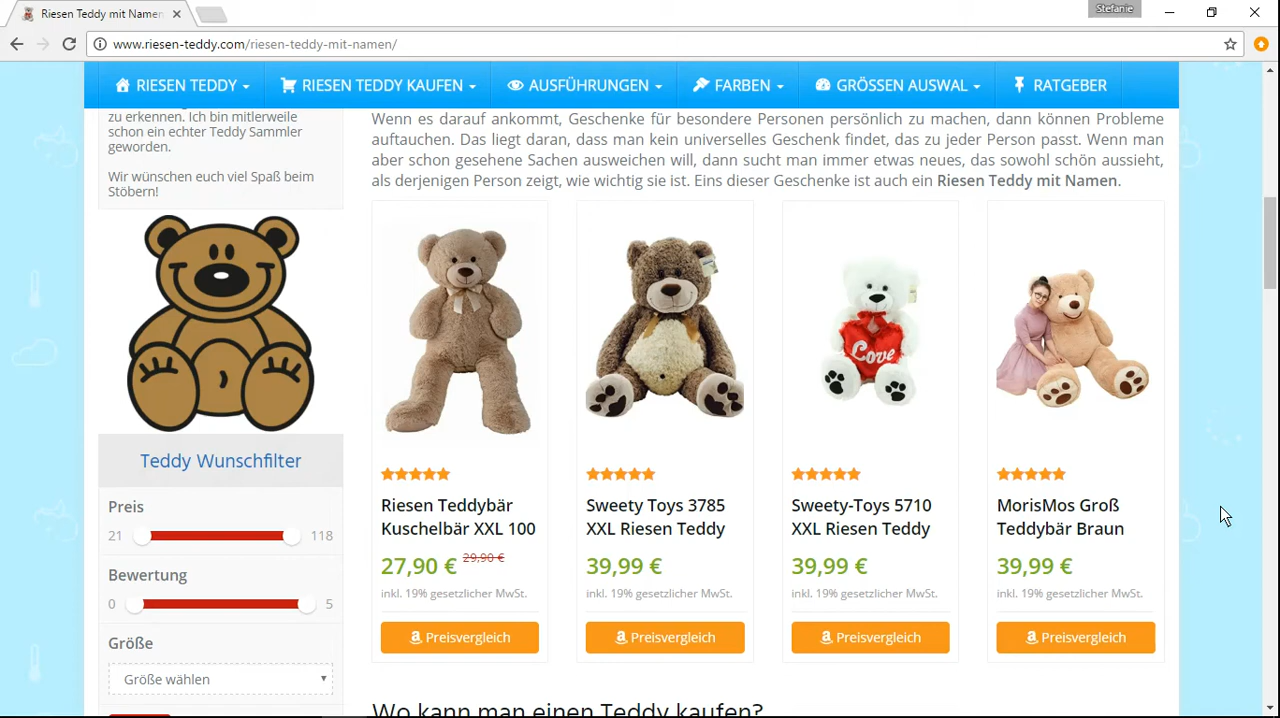 Riesen Teddy mit Namen
Stefanie
www.riesen-teddy.com/riesen-teddy-mit-namen/
RIESEN TEDDY
RIESEN TEDDY KAUFEN
AUSFÜHRUNGEN
FARBEN
GRÖSSEN AUSWAL
RATGEBER
zu erkennen. Ich bin mitlerweile
schon ein echter Teddy Sammler
geworden.
Wir wünschen euch viel Spaß beim
Stöbern!
Teddy Wunschfilter
Preis
21 118
Bewertung
0 5
Größe
Größe wählen
Wenn es darauf ankommt, Geschenke für besondere Personen persönlich zu machen, dann können Probleme
auftauchen. Das liegt daran, dass man kein universelles Geschenk findet, das zu jeder Person passt. Wenn man
aber schon gesehene Sachen ausweichen will, dann sucht man immer etwas neues, das sowohl schön aussieht,
als derjenigen Person zeigt, wie wichtig sie ist. Eins dieser Geschenke ist auch ein Riesen Teddy mit Namen.
Riesen Teddybär
Kuschelbär XXL 100
27,90 € 29,90 €
inkl. 19% gesetzlicher MwSt.
Preisvergleich
Sweety Toys 3785
XXL Riesen Teddy
39,99 €
inkl. 19% gesetzlicher MwSt.
Preisvergleich
Love
Sweety-Toys 5710
XXL Riesen Teddy
39,99 €
inkl. 19% gesetzlicher MwSt.
Preisvergleich
MorisMos Groß
Teddybär Braun
39,99 €
inkl. 19% gesetzlicher MwSt.
Preisvergleich
Wo kann man einen Teddy kaufen?